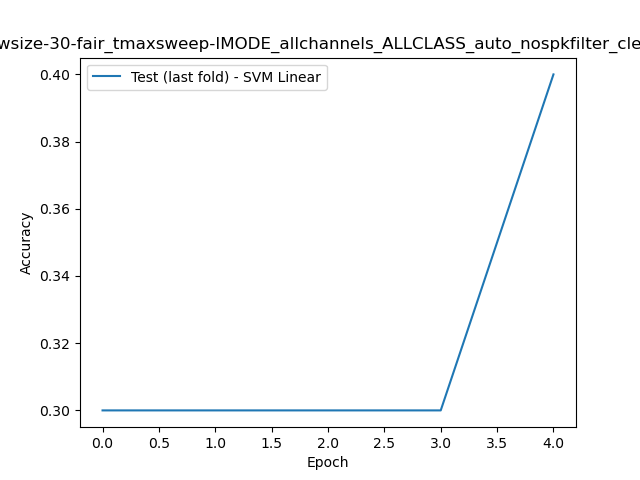 wsize-30-fair_tmaxsweep-IMODE_allchannels_ALLCLASS_auto_nospkfilter_cle
Test (last fold) - SVM Linear
0.40
0.38
0.36
0.34
0.32
0.30
Accuracy
0.0 0.5 1.0 1.5 2.0 2.5 3.0 3.5 4.0
Epoch